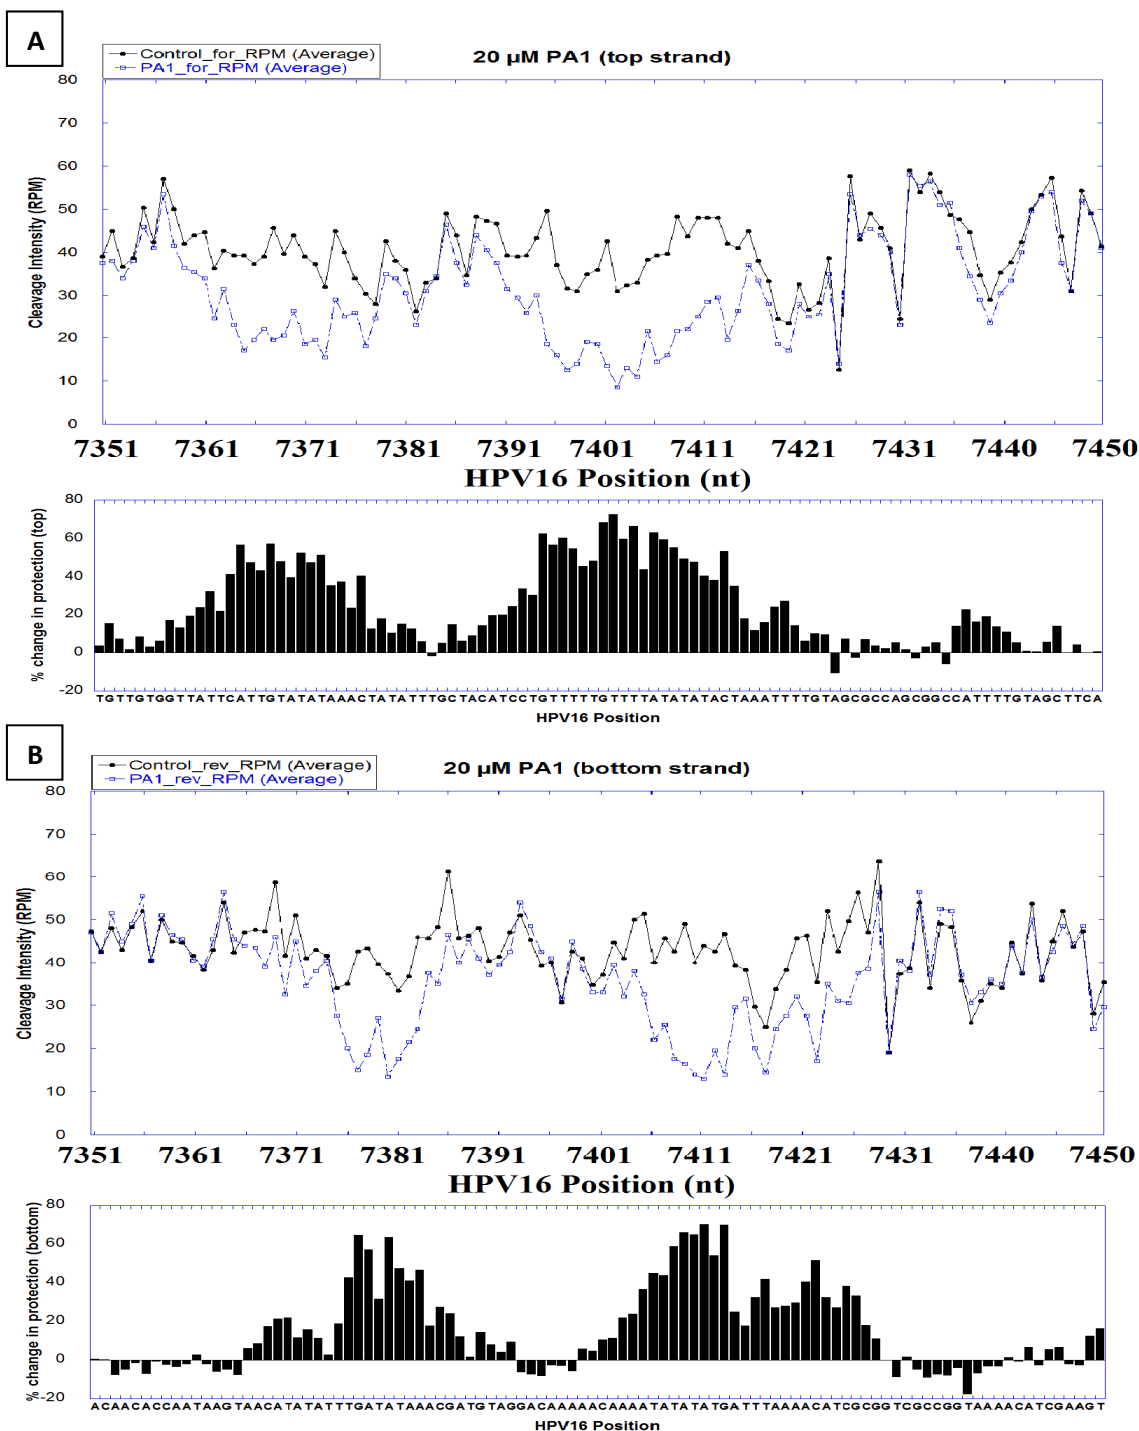 A
Control_for_RPM (Average)
PA1_for_RPM (Average)
20 µM PA1 (top strand)
80
70
60
50
40
30
20
10
0
Cleavage Intensity (RPM)
7351 7361 7371 7381 7391 7401 7411 7421 7431 7440 7450
HPV16 Position (nt)
80
60
40
20
0
-20
% change in protection (top)
TGTTGTGGTTATTCATTGTATATAAACTATATTTGCTACATCCTGTTTTTGTTTTATATATACTAAATTTTGTAGCGCCAGCGGCCATTTTGTAGCTTCA
HPV16 Position
B
Control_rev_RPM (Average)
PA1_rev_RPM (Average)
20 µM PA1 (bottom strand)
80
70
60
50
40
30
20
10
0
Cleavage Intensity (RPM)
7351 7361 7371 7381 7391 7401 7411 7421 7431 7440 7450
HPV16 Position (nt)
80
60
40
20
0
-20
% change in protection (bottom)
ACAACACCAATAAGTAACATATATTTGATATAAACGATGTAGGACAAAAACAAAATATATATGATTTAAAACATCGCGGTCGCCGGTAAAACATCGAAGT
HPV16 Position